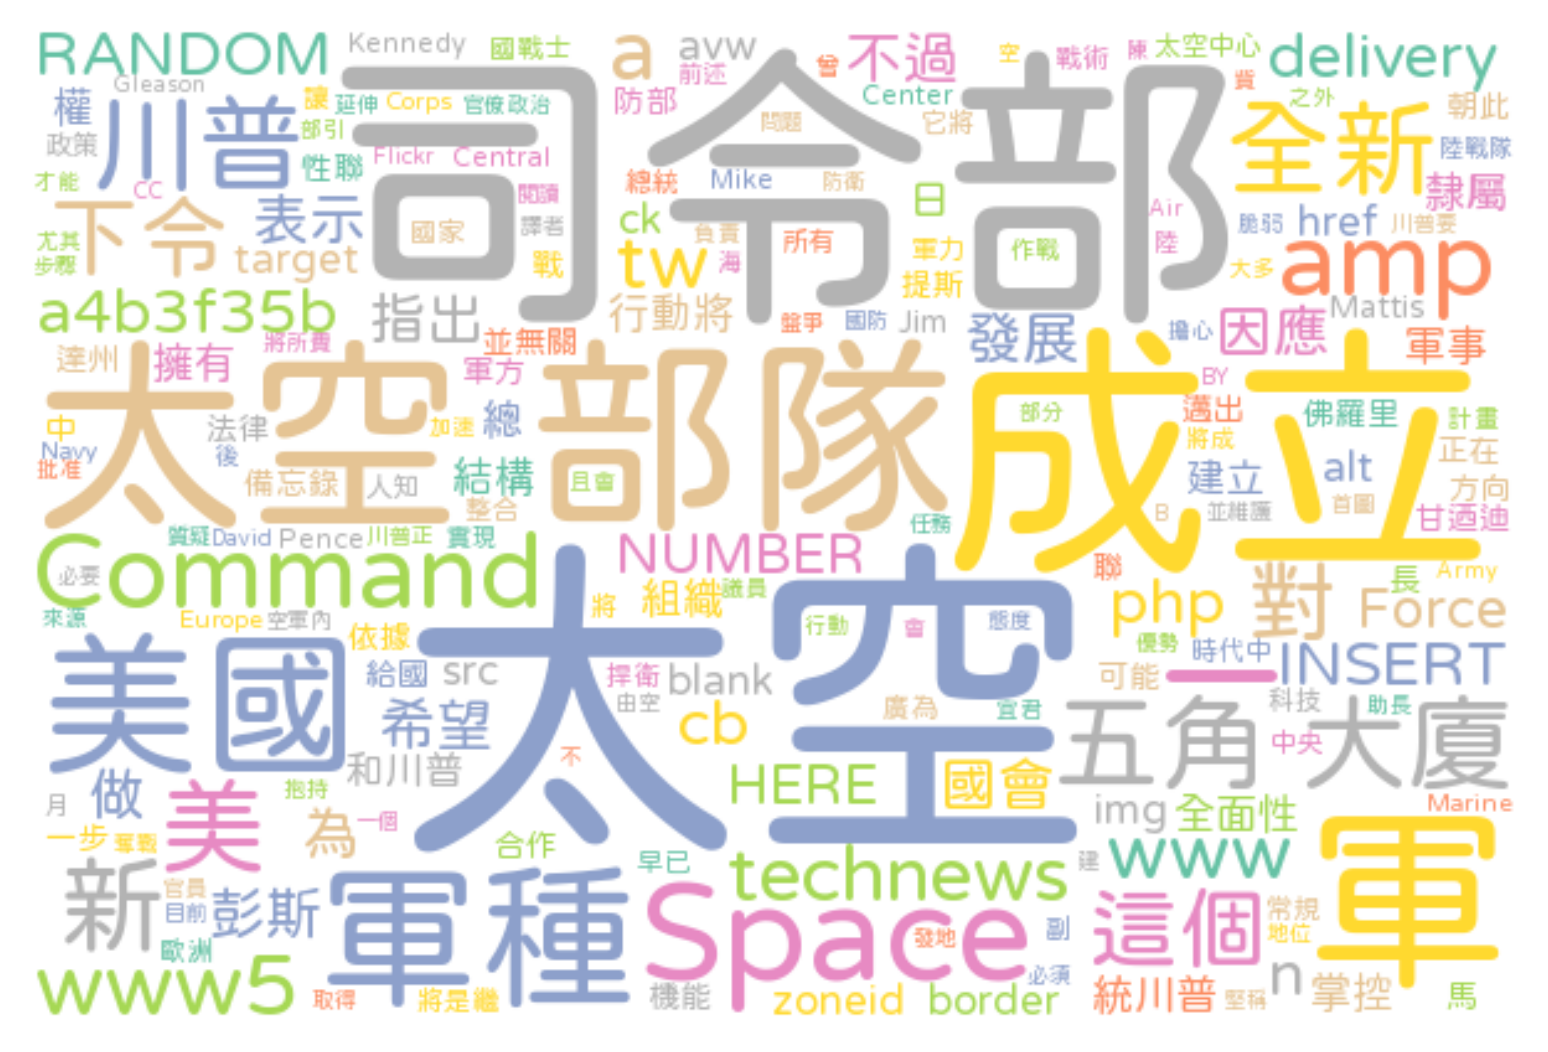 RANDOM
Kennedy
國戰士
a
avw
不過
曾
空
戰術
陳
太空中心
delivery
Gleason
前述
冀
權
川普
讓
延伸
Corps
官僚政治
司令部
防部
Center
它將
之外
朝此
政策
部引
問題
全新
陸戰隊
性聯
Flickr
Central
才能
CC
總統
Mike
防衛
隸屬
閱讀
日
Air
下令
表示
國家
譯者
ck
負責
所有
脆弱
href
川普要
尤其
步驟
target
戰
tw
海
軍力
作戰
陸
大多
amp
提斯
a4b3f35b
指出
行動將
盤爭
國防
Jim
發展
擔心
因應
Mattis
將所費
並無關
軍事
達州
擁有
軍方
BY
太空部隊
成立
部分
邁出
佛羅里
計畫
中
法律
加速
總
將成
正在
Navy
後
批准
備忘錄
人知
結構
且會
建立
alt
方向
整合
B
並維護
首圖
甘迺迪
質疑
David
Pence
川普正
實現
任務
Command
NUMBER
聯
必要
議員
長
Army
將
組織
php
對
Force
來源
Europe
空軍內
依據
行動
會
態度
優勢
時代中
INSERT
美國
太空
給國
src
捍衛
blank
可能
一
由空
科技
助長
希望
cb
廣為
宜君
五角大廈
中央
不
和川普
做
抱持
HERE
國會
月
img
全面性
Marine
美
為
一個
一步
奪戰
合作
早已
technews
建
www
軍
新
官員
目前
彭斯
軍種
Space
發地
副
這個
常規
地位
歐洲
必須
www5
取得
將是繼
機能
zoneid
border
n
統川普
堅稱
掌控
馬